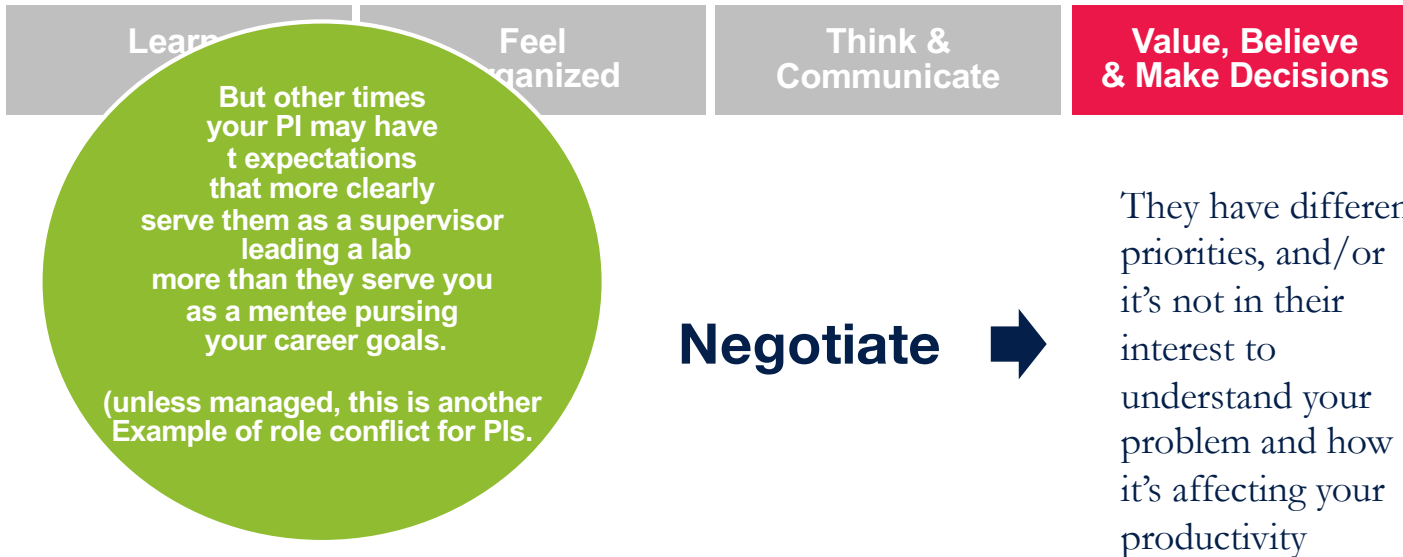 Learn
Feel
rganized
Think &
Communicate
Value, Believe
& Make Decisions
But other times
your PI may have
t expectations
that more clearly
serve them as a supervisor
leading a lab
more than they serve you
as a mentee pursing
your career goals.
(unless managed, this is another
Example of role conflict for PIs.
Negotiate
They have differen
priorities, and/or
it's not in their
interest to
understand your
problem and how
it's affecting your
productivity